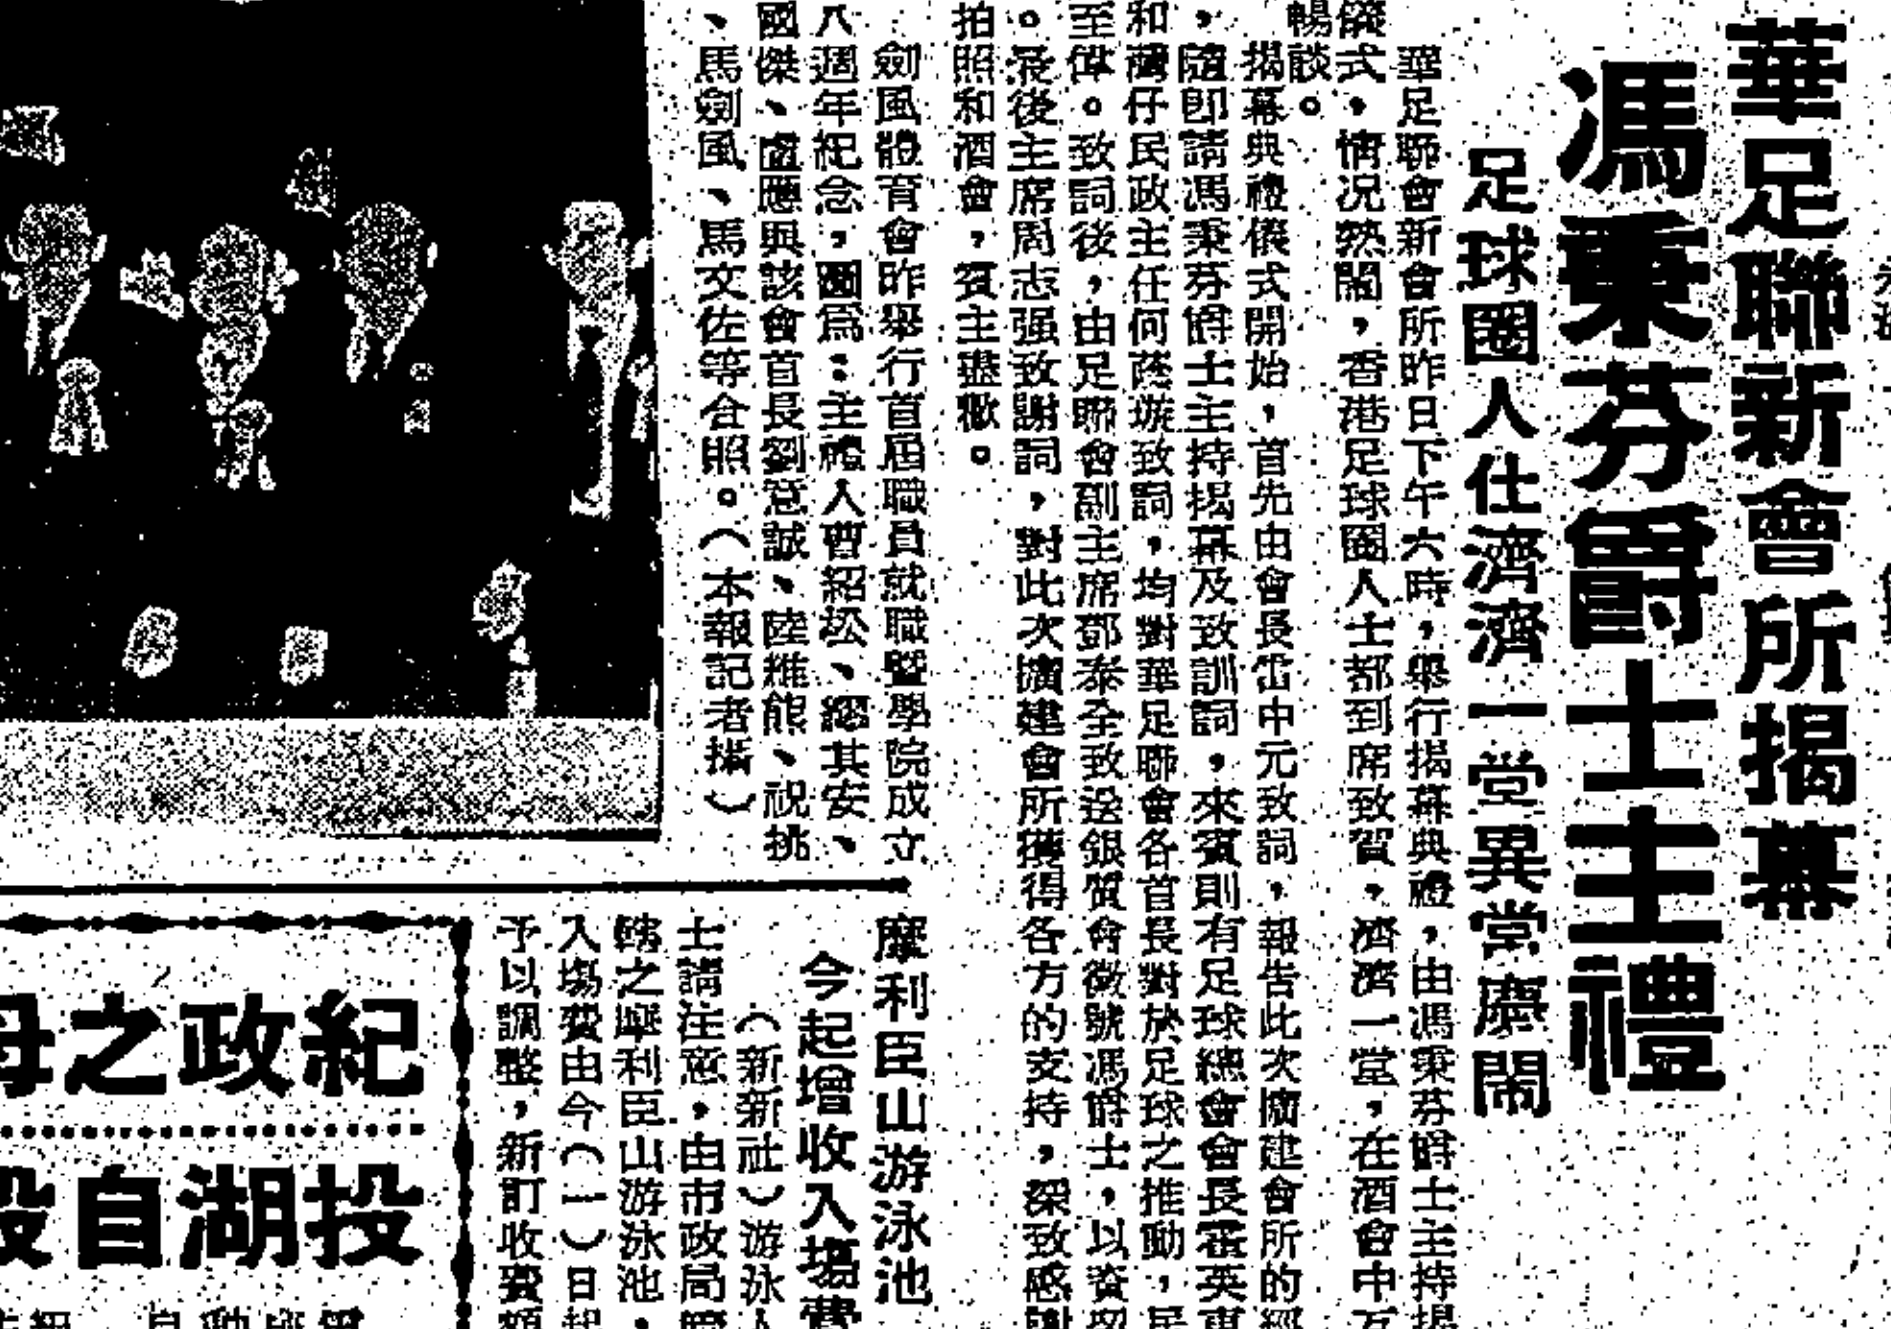 華足聯新會所揭幕
馮秉芬爵士主禮
足球圈人仕濟濟一堂異常慶鬧
華足聯會新會所昨日下午六時，舉行揭幕典禮，由馮秉芬爵士主持揭
儀式，情況熱鬧，香港足球圈人士都到席致賀，濟濟一堂，在酒會中互
暢談。
揭幕典禮儀式開始，首先由會長雷中元致詞，報告此次擴建會所的經
，隨卽請馮秉芬爵士主持揭幕及致訓詞，來賓則有足球總會會長霍英東
和灣仔民政主任何蔭璇致詞，均對華足聯會各首長對於足球之推動，居
至偉。致詞後，由足聯會副主席鄧泰全致送銀質會徽號馮爵士，以資留
。最後主席周志强致謝詞，對此次擴建會所獲得各方的支持，深致感謝
拍照和酒會，賓主盡歡。
劍風體育會昨舉行首屆職員就職暨學院成立
八週年紀念，圖爲：主禮人曹紹松、總其安、
國傑、盧應興該會首長劉意誠、陸維熊、祝挑
、馬劍風、馬文佐等合照。（本報記者攝）
摩利臣山游泳池
今起增收入塲費
（新新社）游泳人
士請注意，由市政局
轄之摩利臣山游泳池，
入塲費由今（一）日起
予以調整，新訂收費額
紀政之母
投湖自殺